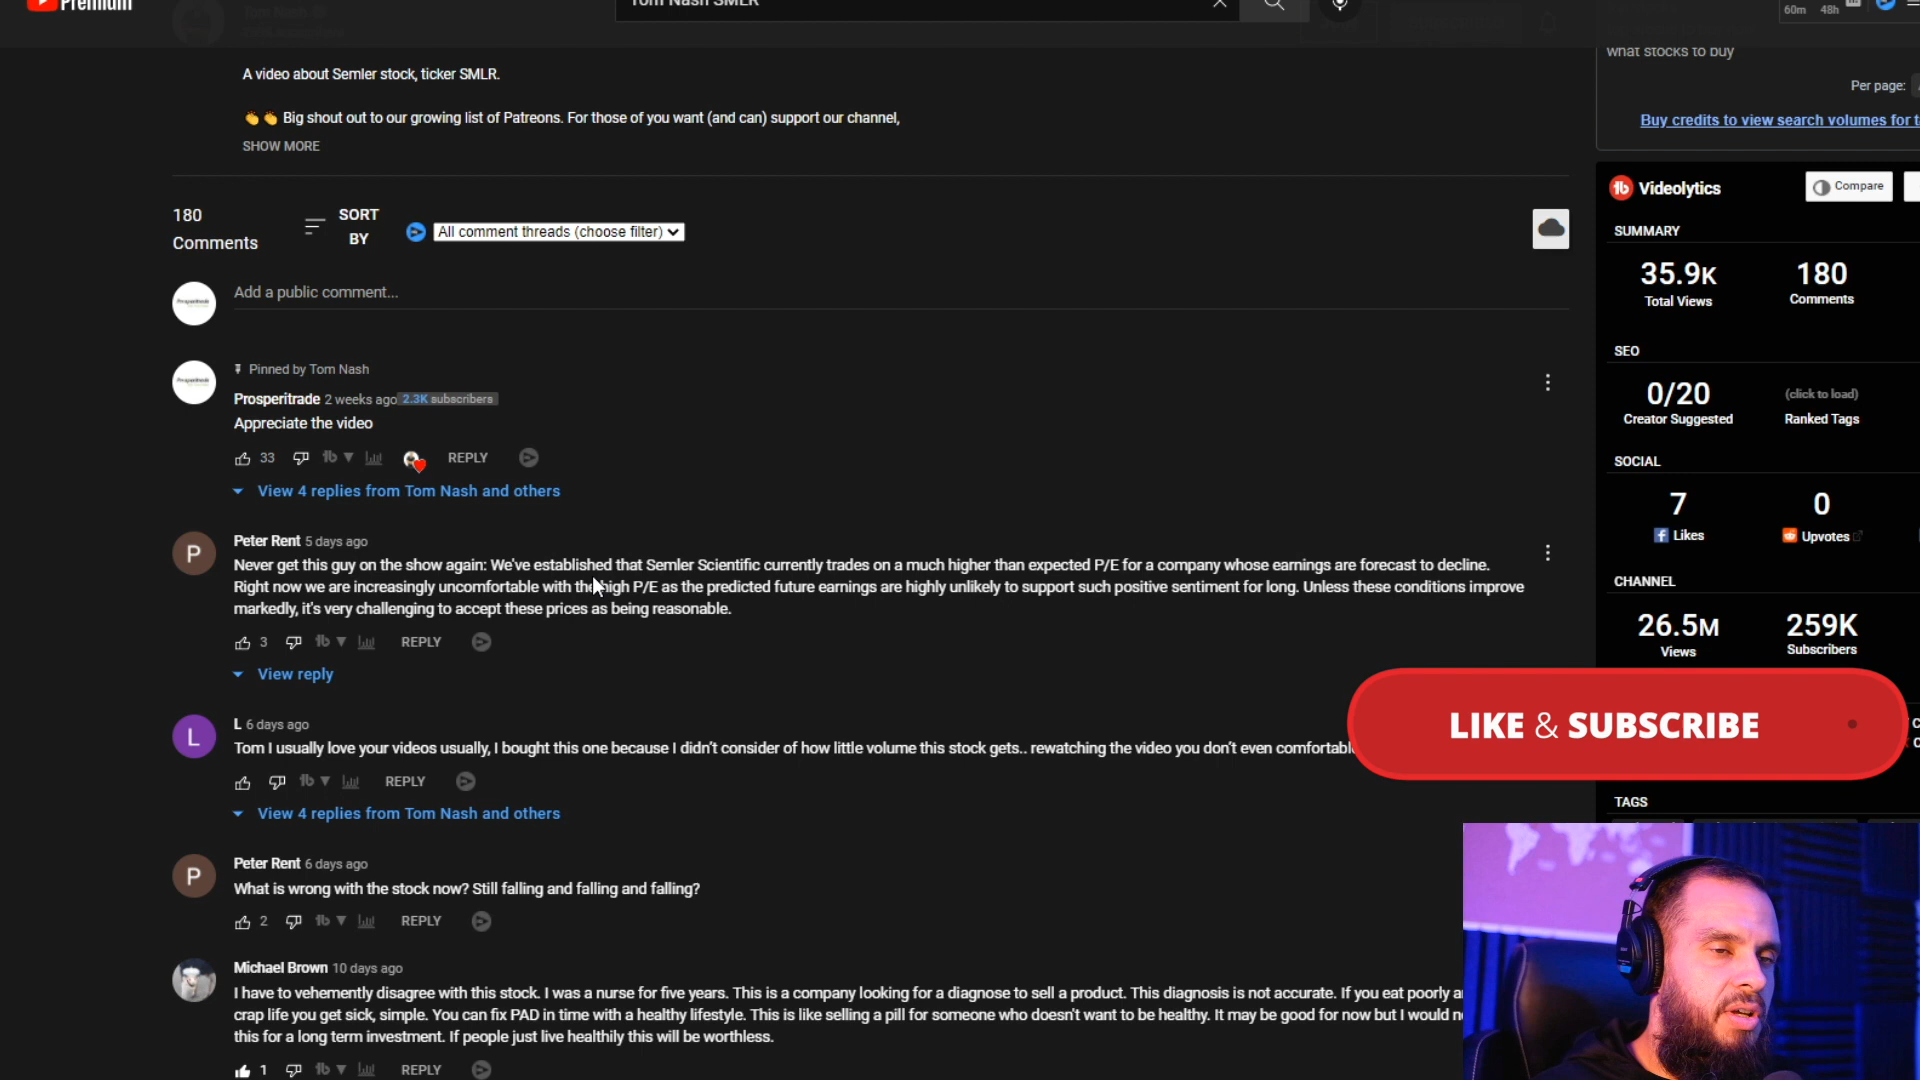 Premium
Tom Nash SMLR
60m 48h
what stocks to buy
A video about Semler stock, ticker SMLR.
Per page:
👏👏 Big shout out to our growing list of Patreons. For those of you want (and can) support our channel,
Buy credits to view search volumes for
SHOW MORE
Videolytics
Compare
180 Comments
SORT BY
All comment threads (choose filter)
SUMMARY
35.9K
Total Views
180
Comments
Add a public comment...
SEO
0/20
Creator Suggested
(click to load)
Ranked Tags
Pinned by Tom Nash
Prosperitrade 2 weeks ago 2.3K subscribers
Appreciate the video
33
REPLY
View 4 replies from Tom Nash and others
SOCIAL
7
Likes
0
Upvotes
Peter Rent 5 days ago
Never get this guy on the show again: We've established that Semler Scientific currently trades on a much higher than expected P/E for a company whose earnings are forecast to decline.
Right now we are increasingly uncomfortable with the high P/E as the predicted future earnings are highly unlikely to support such positive sentiment for long. Unless these conditions improve
markedly, it's very challenging to accept these prices as being reasonable.
3
REPLY
View reply
CHANNEL
26.5M
Views
259K
Subscribers
LIKE & SUBSCRIBE
L 6 days ago
Tom I usually love your videos usually, I bought this one because I didn't consider of how little volume this stock gets.. rewatching the video you don't even
REPLY
View 4 replies from Tom Nash and others
TAGS
Peter Rent 6 days ago
What is wrong with the stock now? Still falling and falling and falling?
2
REPLY
Michael Brown 10 days ago
I have to vehemently disagree with this stock. I was a nurse for five years. This is a company looking for a diagnose to sell a product. This diagnosis is not accurate. If you eat poorly
crap life you get sick, simple. You can fix PAD in time with a healthy lifestyle. This is like selling a pill for someone who doesn't want to be healthy. It may be good for now but I would
this for a long term investment. If people just live healthily this will be worthless.
1
REPLY